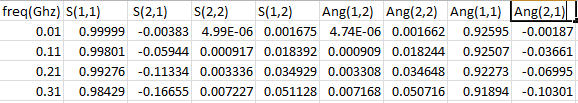 freq(Ghz) S(1,1) S(2,1) S(2,2) S(1,2) Ang(1,2) Ang(2,2) Ang(1,1) Ang(2,1)
0.01 0.99999 -0.00383 4.99E-06 0.001675 4.74E-06 0.001662 0.92595 -0.00187
0.11 0.99801 -0.05944 0.000917 0.018392 0.000909 0.018244 0.92507 -0.03661
0.21 0.99276 -0.11334 0.003336 0.034929 0.003308 0.034648 0.92273 -0.06995
0.31 0.98429 -0.16655 0.007227 0.051128 0.007168 0.050716 0.91894 -0.10301